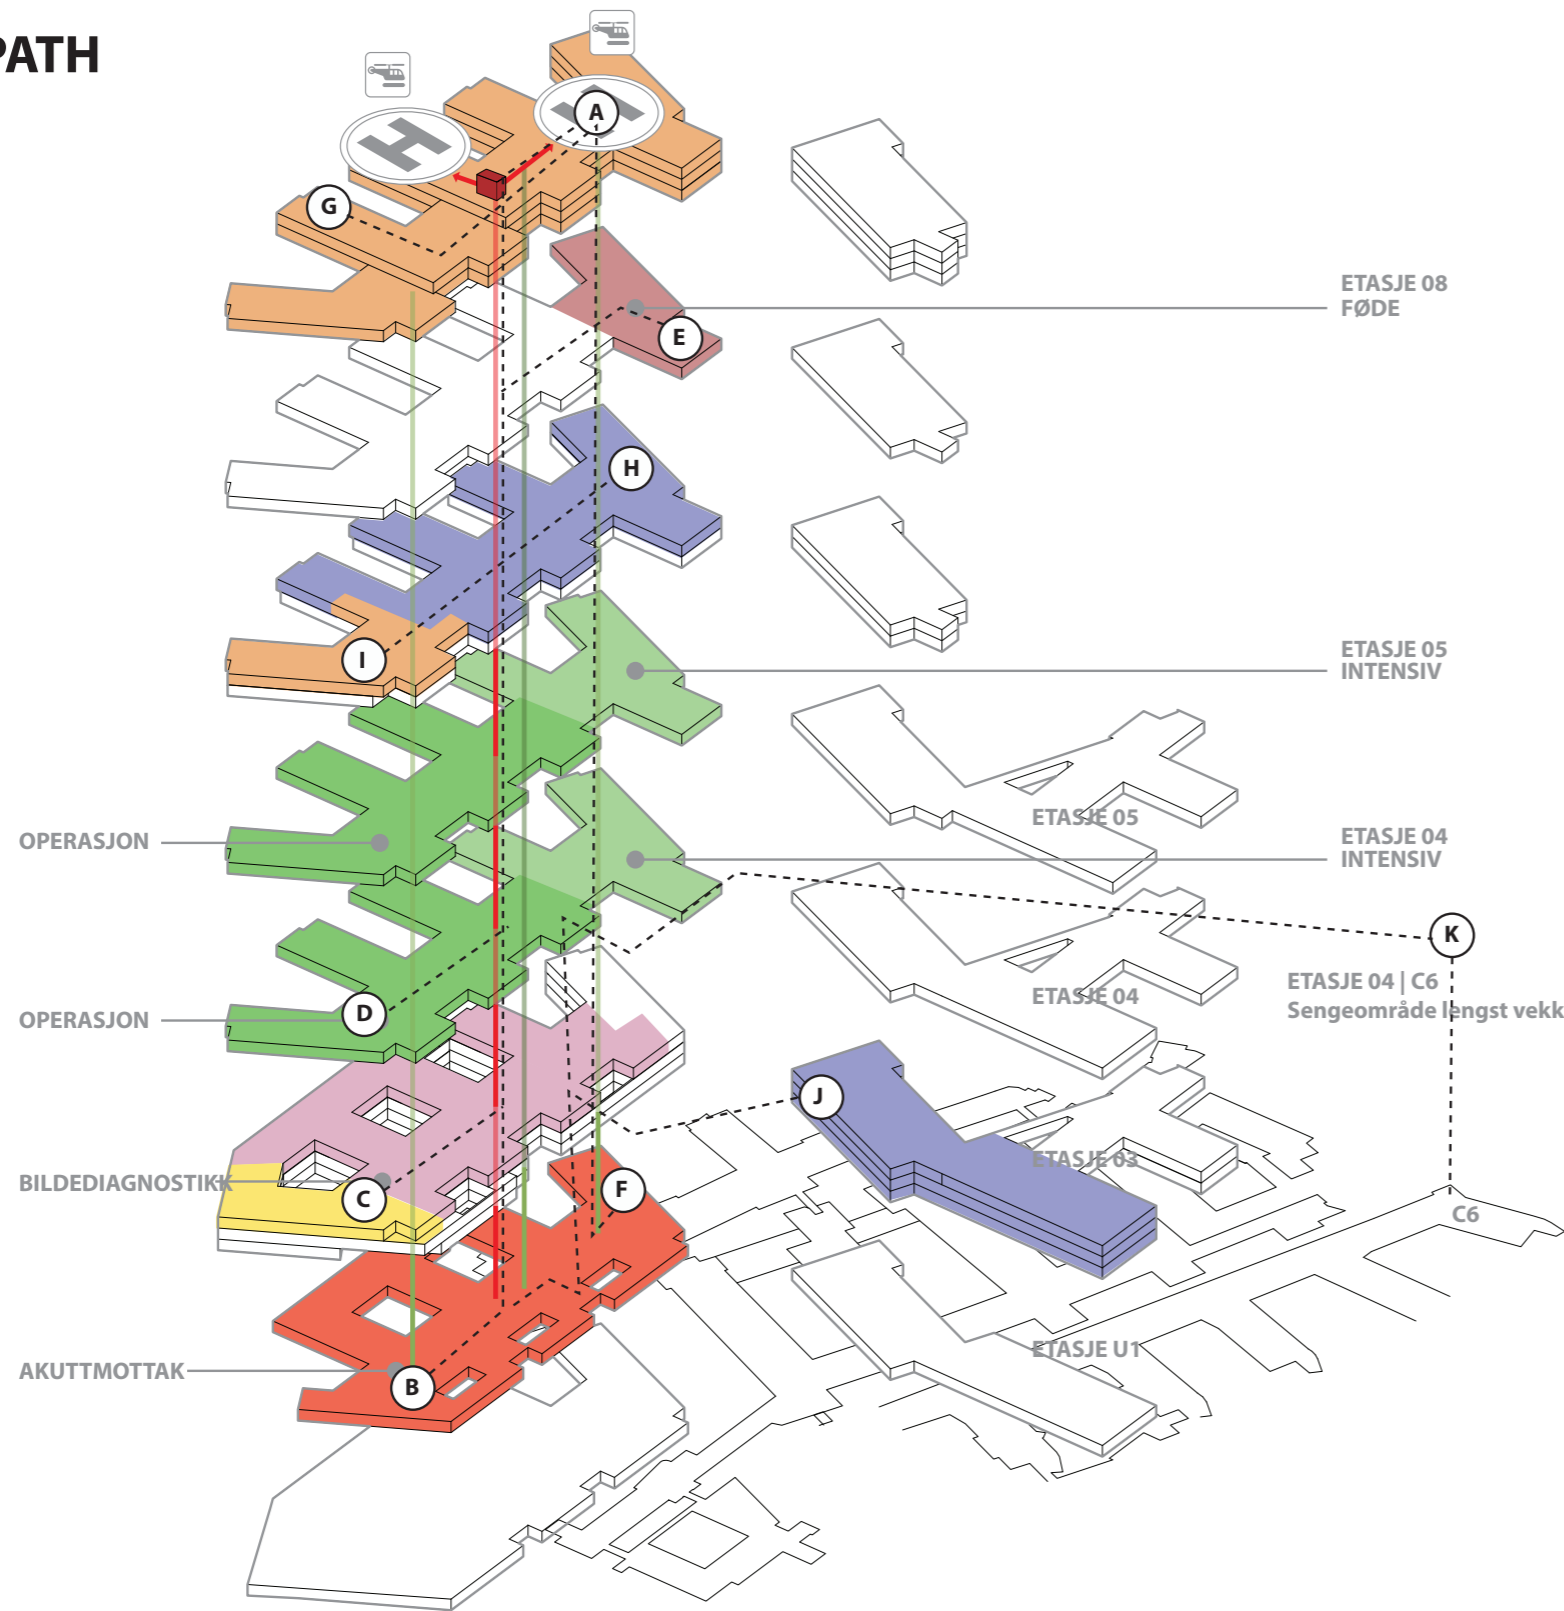 PATH
H
A
G
ETASJE 08
FØDE
E
H
ETASJE 05
INTENSIV
I
ETASJE 05
OPERASJON
ETASJE 04
INTENSIV
K
ETASJE 04 | C6
Sengeområde lengst vekk
ETASJE 04
D
OPERASJON
J
ETASJE 03
BILDEDIAGNOSTIKK
C
F
C6
ETASJE U1
AKUTTMOTTAK
B